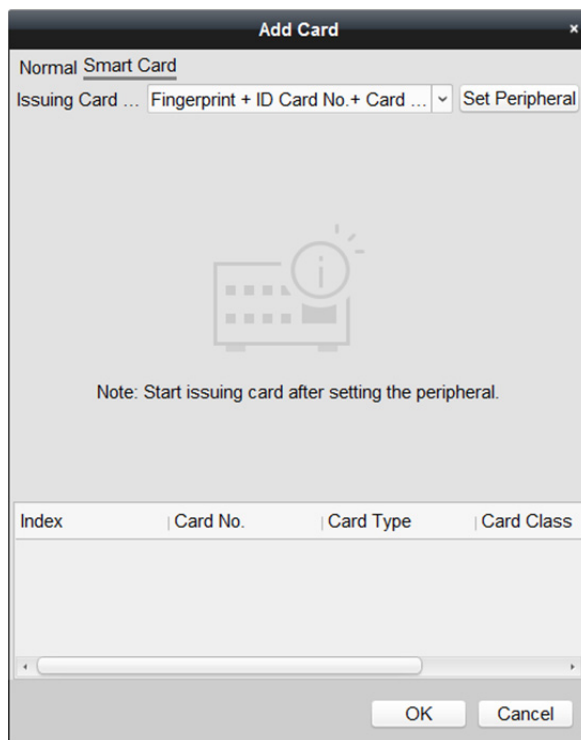 Add Card ×
Normal Smart Card
Issuing Card ... Fingerprint + ID Card No.+ Card ... Set Peripheral
Note: Start issuing card after setting the peripheral.
Index Card No. Card Type Card Class
OK Cancel